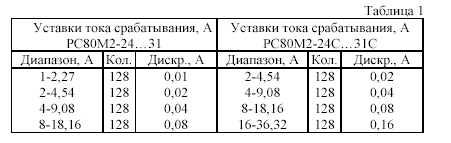 Таблица 1
Уставки тока срабатывания, А Уставки тока срабатывания, А
РС80М2-24…31 РС80М2-24С…31С
Диапазон, А Кол. Дискр., А Диапазон, А Кол. Дискр., А
1-2,27 128 0,01 2-4,54 128 0,02
2-4,54 128 0,02 4-9,08 128 0,04
4-9,08 128 0,04 8-18,16 128 0,08
8-18,16 128 0,08 16-36,32 128 0,16